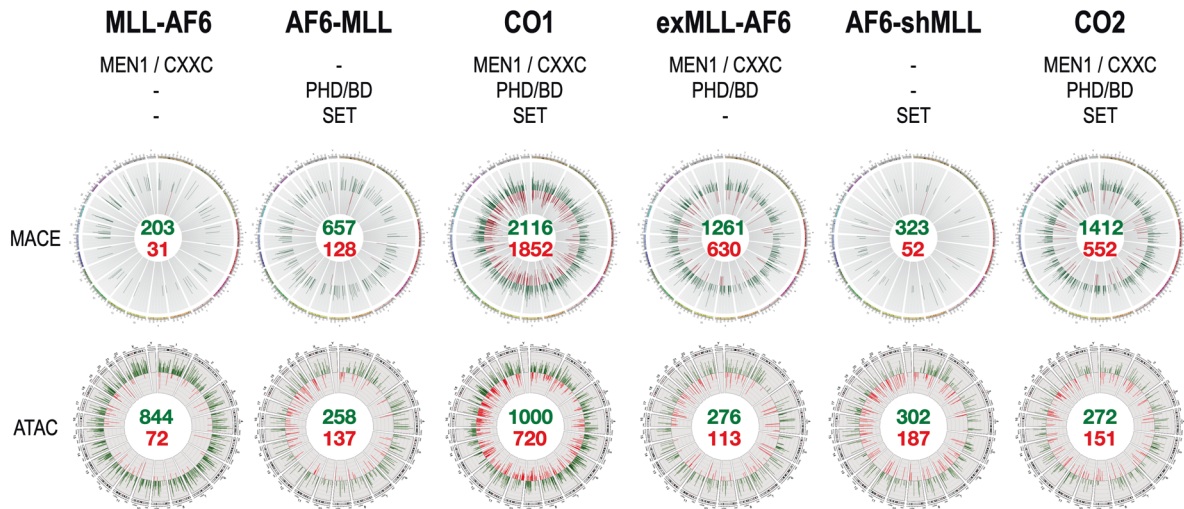 MLL-AF6 AF6-MLL CO1 exMLL-AF6 AF6-shMLL CO2
MEN1 / CXXC - MEN1 / CXXC MEN1 / CXXC - MEN1 / CXXC
- PHD/BD PHD/BD PHD/BD - PHD/BD
- SET SET - SET SET
MACE
203 657 2116 1261 323 1412
31 128 1852 630 52 552
ATAC
844 258 1000 276 302 272
72 137 720 113 187 151